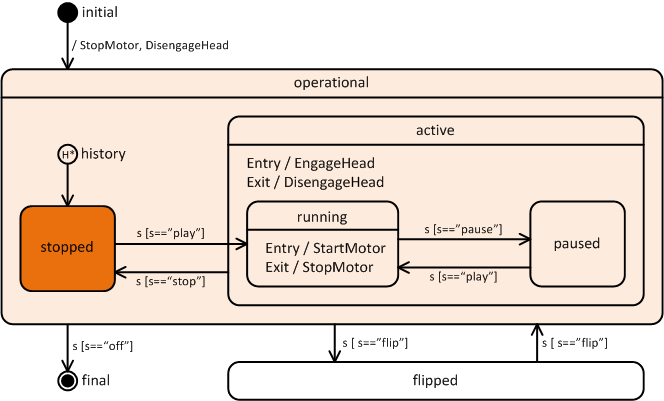 initial
/ StopMotor, DisengageHead
operational
active
H* history
Entry / EngageHead
Exit / DisengageHead
running
stopped
s [s==”play”]
Entry / StartMotor
Exit / StopMotor
s [s==”pause”]
paused
s [s==“stop”]
s [s==“play”]
s [s==“off”]
s [ s==“flip”]
s [ s==“flip”]
final
flipped